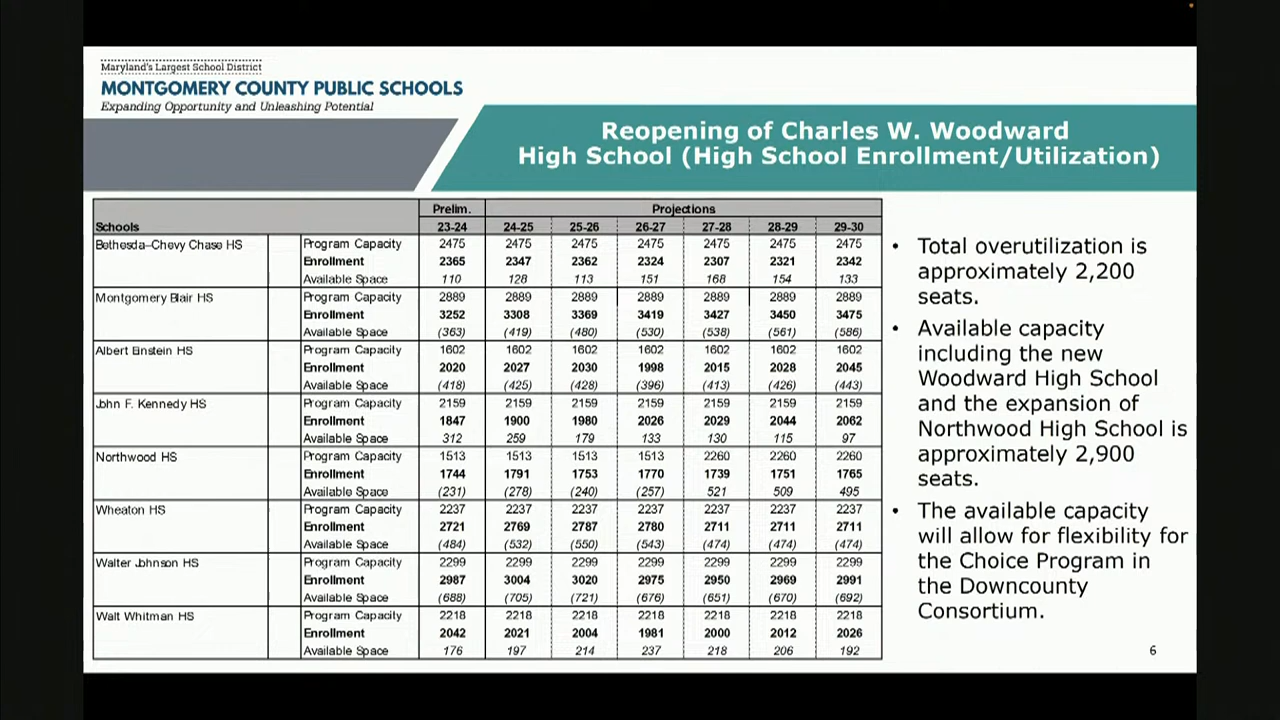 Maryland's Largest School District
MONTGOMERY COUNTY PUBLIC SCHOOLS
Expanding Opportunity and Unleashing Potential
Reopening of Charles W. Woodward
High School (High School Enrollment/Utilization)
Prelim. Projections
Schools 23-24 24-25 25-26 26-27 27-28 28-29 29-30
Bethesda–Chevy Chase HS Program Capacity 2475 2475 2475 2475 2475 2475 2475
Enrollment 2365 2347 2362 2324 2307 2321 2342
Available Space 110 128 113 151 168 154 133
Montgomery Blair HS Program Capacity 2889 2889 2889 2889 2889 2889 2889
Enrollment 3252 3308 3369 3419 3427 3450 3475
Available Space (363) (419) (480) (530) (538) (561) (586)
Albert Einstein HS Program Capacity 1602 1602 1602 1602 1602 1602 1602
Enrollment 2020 2027 2030 1998 2015 2028 2045
Available Space (418) (425) (428) (396) (413) (426) (443)
John F. Kennedy HS Program Capacity 2159 2159 2159 2159 2159 2159 2159
Enrollment 1847 1900 1980 2026 2029 2044 2062
Available Space 312 259 179 133 130 115 97
Northwood HS Program Capacity 1513 1513 1513 1513 2260 2260 2260
Enrollment 1744 1791 1753 1770 1739 1751 1765
Available Space (231) (278) (240) (257) 521 509 495
Wheaton HS Program Capacity 2237 2237 2237 2237 2237 2237 2237
Enrollment 2721 2769 2787 2780 2711 2711 2711
Available Space (484) (532) (550) (543) (474) (474) (474)
Walter Johnson HS Program Capacity 2299 2299 2299 2299 2299 2299 2299
Enrollment 2987 3004 3020 2975 2950 2969 2991
Available Space (688) (705) (721) (676) (651) (670) (692)
Walt Whitman HS Program Capacity 2218 2218 2218 2218 2218 2218 2218
Enrollment 2042 2021 2004 1981 2000 2012 2026
Available Space 176 197 214 237 218 206 192
• Total overutilization is
approximately 2,200
seats.
• Available capacity
including the new
Woodward High School
and the expansion of
Northwood High School is
approximately 2,900
seats.
• The available capacity
will allow for flexibility for
the Choice Program in
the Downcounty
Consortium.
6